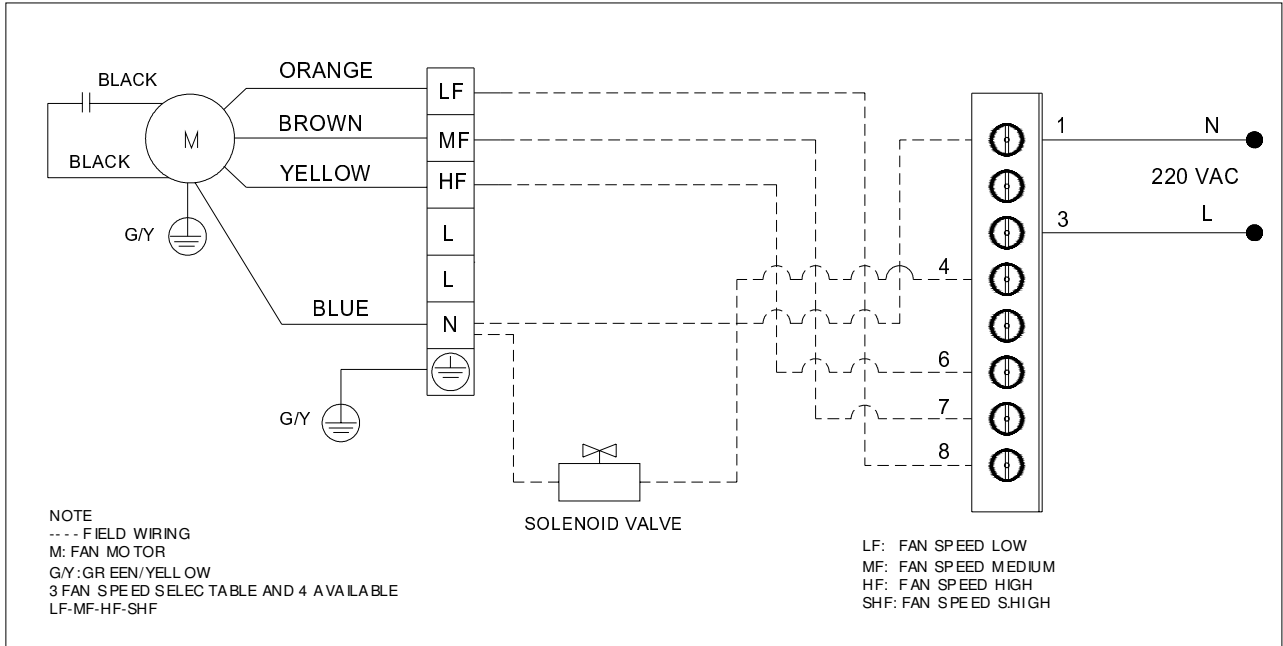 BLACK
ORANGE
LF
BROWN
M
MF
BLACK
YELLOW
HF
G/Y
L
L
BLUE
N
G/Y
SOLENOID VALVE
1
N
220 VAC
3
L
4
6
7
8
NOTE
---- FIELD WIRING
M: FAN MOTOR
G/Y:GREEN/YELLOW
3 FAN SPEED SELECTABLE AND 4 AVAILABLE
LF-MF-HF-SHF
LF: FAN SPEED LOW
MF: FAN SPEED MEDIUM
HF: FAN SPEED HIGH
SHF: FAN SPEED S.HIGH